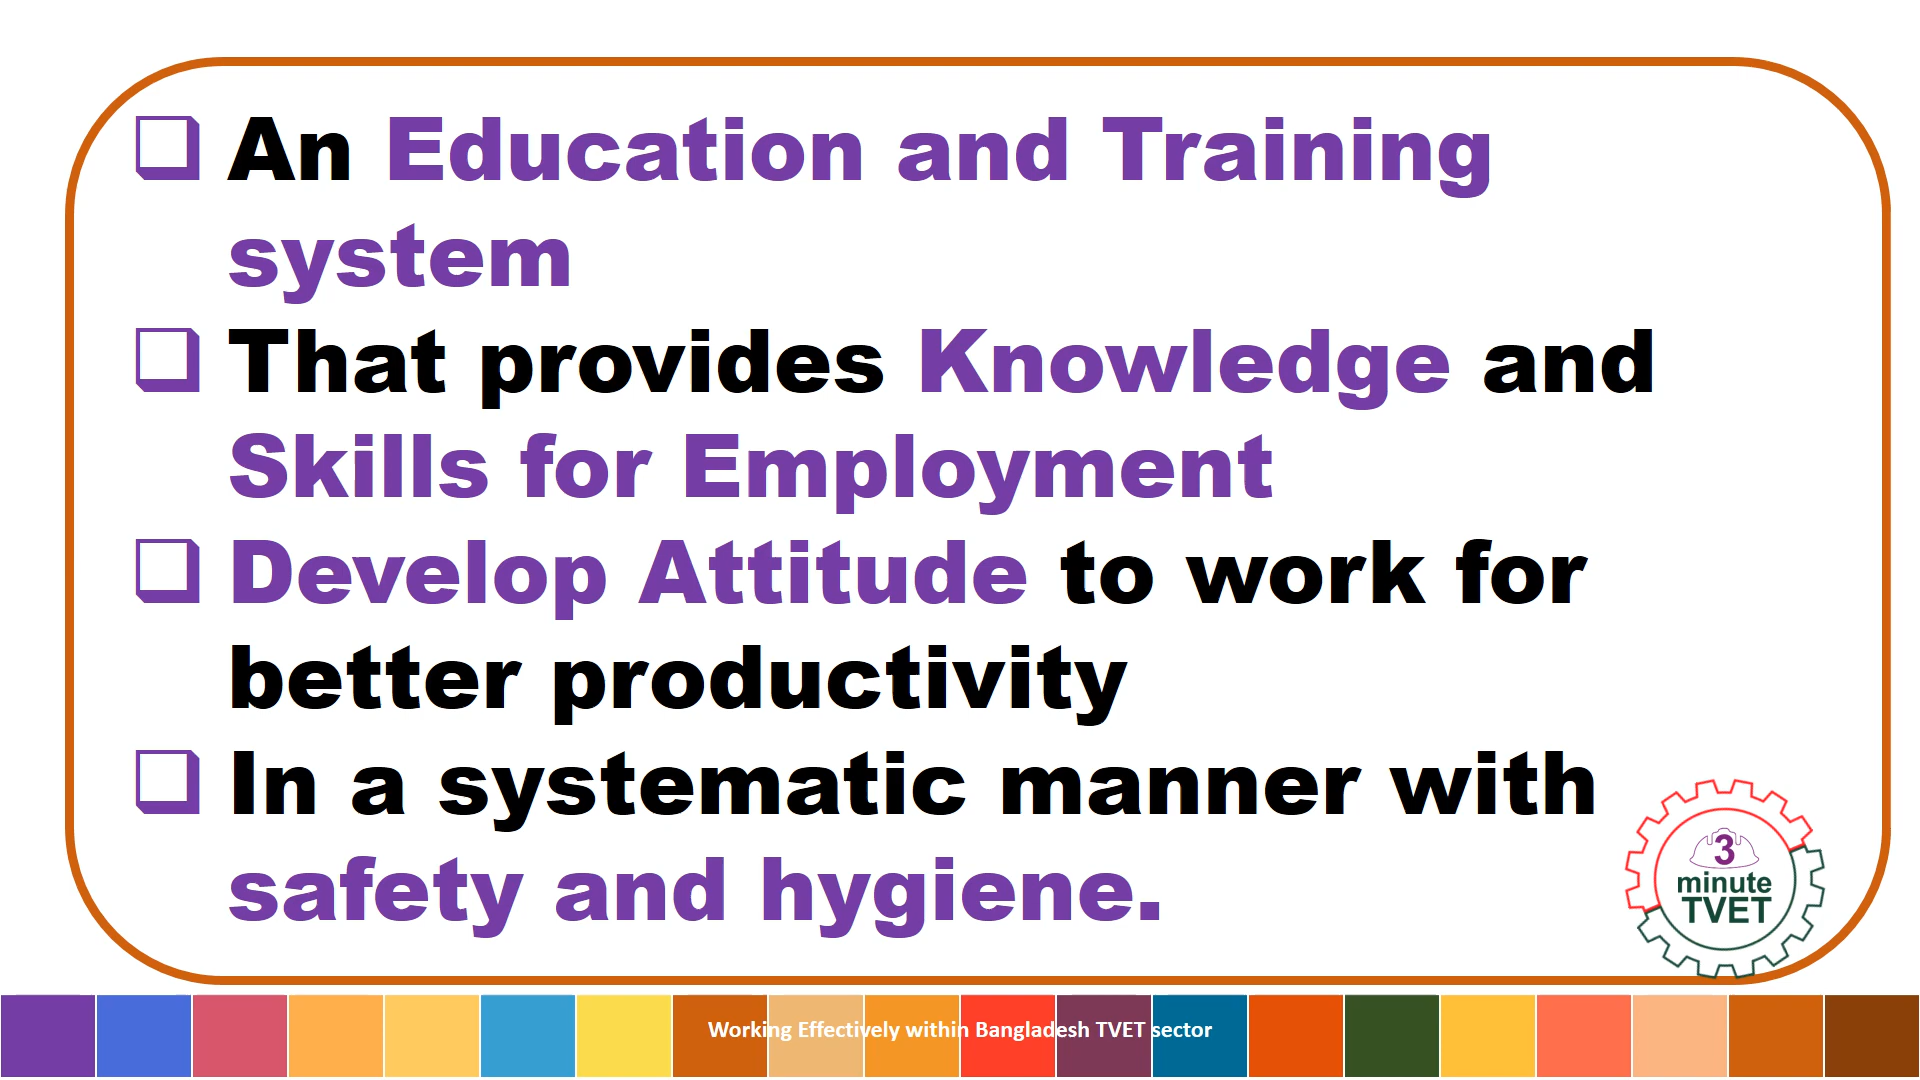 ❑ An Education and Training
system
❑ That provides Knowledge and
Skills for Employment
❑ Develop Attitude to work for
better productivity
❑ In a systematic manner with
safety and hygiene.
3
minute
TVET
Working Effectively within Bangladesh TVET sector